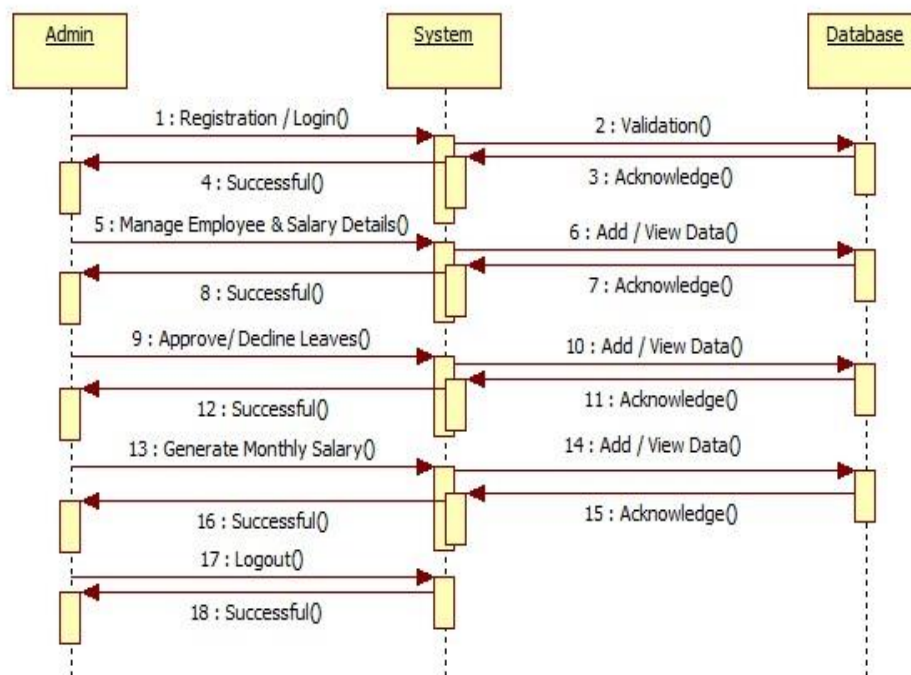 Admin
System
Database
1 : Registration / Login()
2 : Validation()
3 : Acknowledge()
4 : Successful()
5 : Manage Employee & Salary Details()
6 : Add / View Data()
7 : Acknowledge()
8 : Successful()
9 : Approve/ Decline Leaves()
10 : Add / View Data()
11 : Acknowledge()
12 : Successful()
13 : Generate Monthly Salary()
14 : Add / View Data()
15 : Acknowledge()
16 : Successful()
17 : Logout()
18 : Successful()